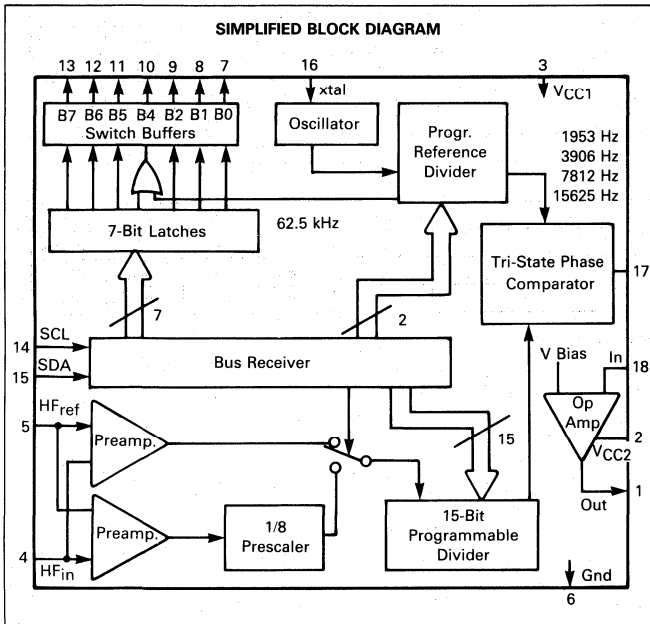 SIMPLIFIED BLOCK DIAGRAM
13 12 11 10 9 8 7 16 3
xtal
VCC1
B7 B6 B5 B4 B2 B1 B0
Switch Buffers
Oscillator
Progr.
Reference
Divider
1953 Hz
3906 Hz
7812 Hz
15625 Hz
7-Bit Latches
62.5 kHz
Tri-State Phase
Comparator
17
7
2
14 SCL
15 SDA
Bus Receiver
V Bias
In
18
Op
Amp
2
VCC2
1
Out
5 HFref
Preamp.
15
Preamp.
1/8
Prescaler
15-Bit
Programmable
Divider
4 HFin
Gnd
6